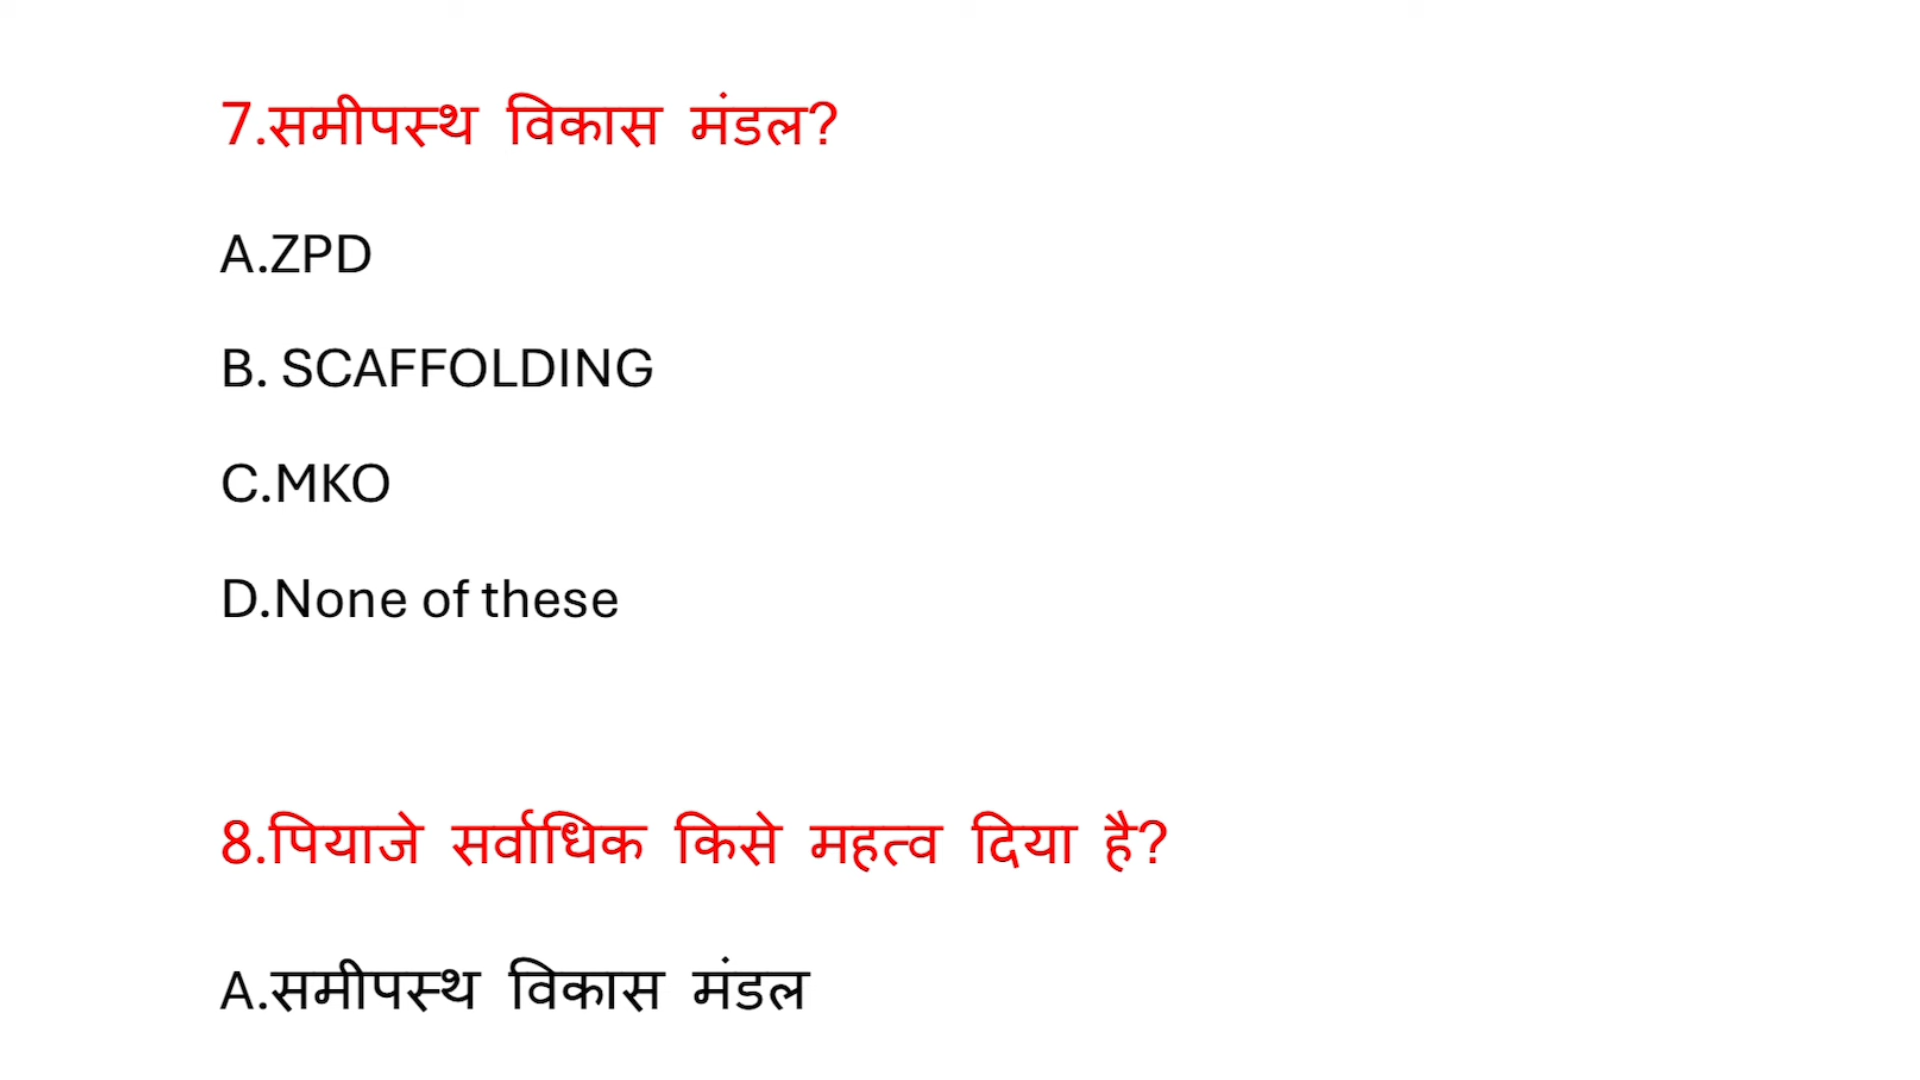 7.समीपस्थ विकास मंडल?
A.ZPD
B. SCAFFOLDING
C.MKO
D.None of these
8.पियाजे सर्वाधिक किसे महत्व दिया है?
A.समीपस्थ विकास मंडल